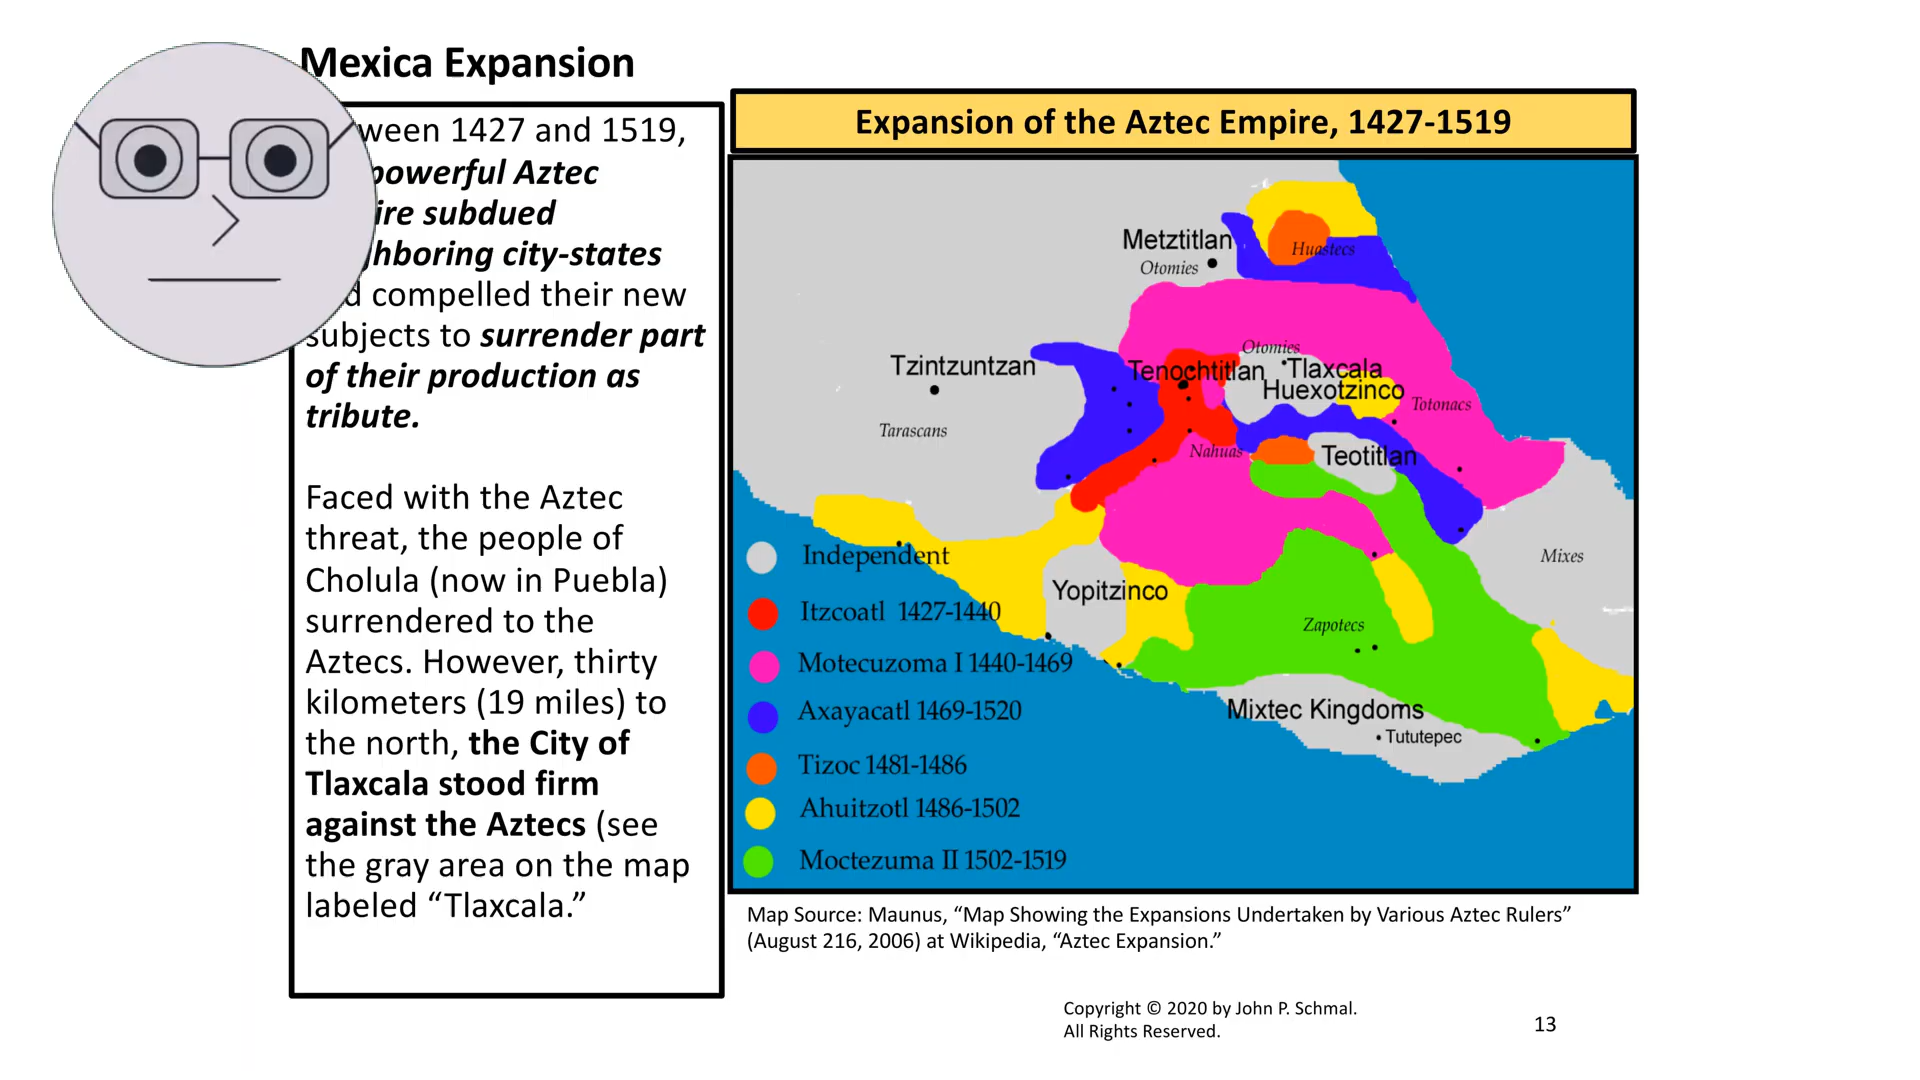 Mexica Expansion
ween 1427 and 1519,
powerful Aztec
ire subdued
ghboring city-states
d compelled their new
subjects to surrender part
of their production as
tribute.
Faced with the Aztec
threat, the people of
Cholula (now in Puebla)
surrendered to the
Aztecs. However, thirty
kilometers (19 miles) to
the north, the City of
Tlaxcala stood firm
against the Aztecs (see
the gray area on the map
labeled “Tlaxcala.”
Expansion of the Aztec Empire, 1427-1519
Metztitlan
Otomies
Huastecs
Tzintzuntzan
Tarascans
Tenochtitlan
Otomies
Tlaxcala
Huexotzinco
Totonacs
Nahuas
Teotitlan
Mixes
Yopitzinco
Zapotecs
Mixtec Kingdoms
Tututepec
Independent
Itzcoatl 1427-1440
Motecuzoma I 1440-1469
Axayacatl 1469-1520
Tizoc 1481-1486
Ahuitzotl 1486-1502
Moctezuma II 1502-1519
Map Source: Maunus, “Map Showing the Expansions Undertaken by Various Aztec Rulers”
(August 216, 2006) at Wikipedia, “Aztec Expansion.”
Copyright © 2020 by John P. Schmal.
All Rights Reserved.
13